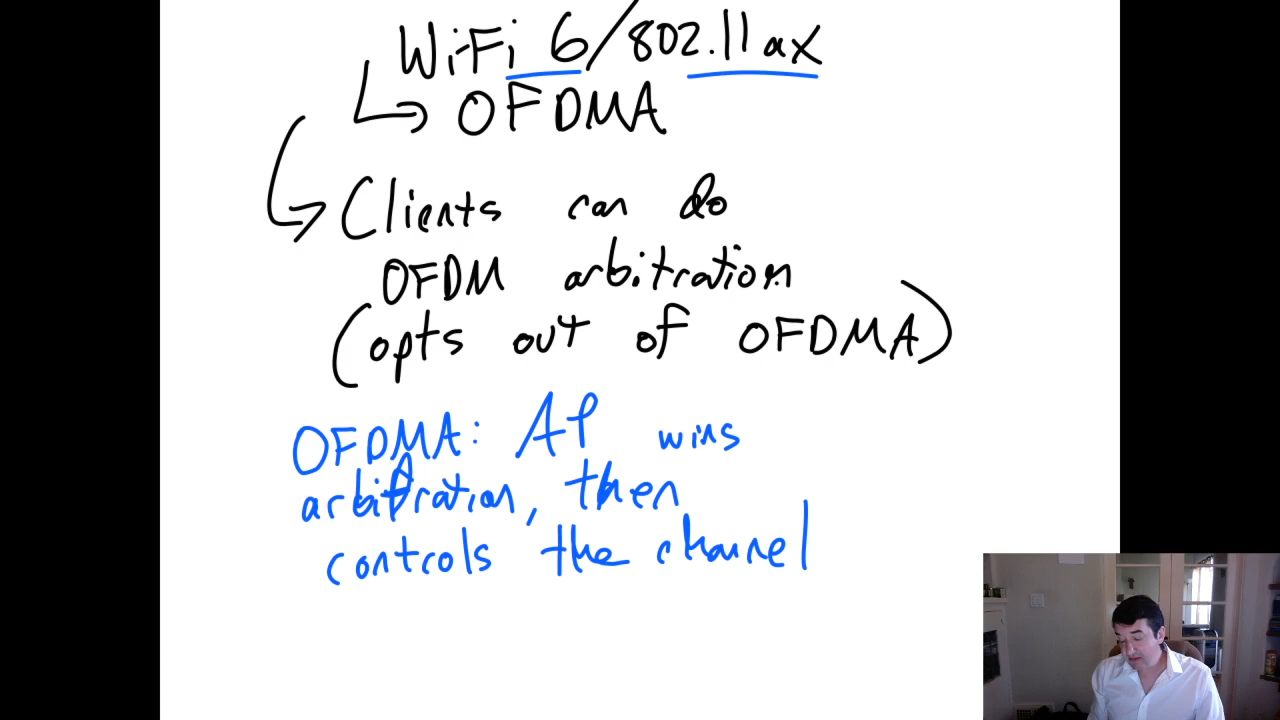 WiFi 6/802.11ax
OFDMA
Clients can do
OFDM arbitration
(opts out of OFDMA)
OFDMA: AP wins
arbitration, then
controls the channel